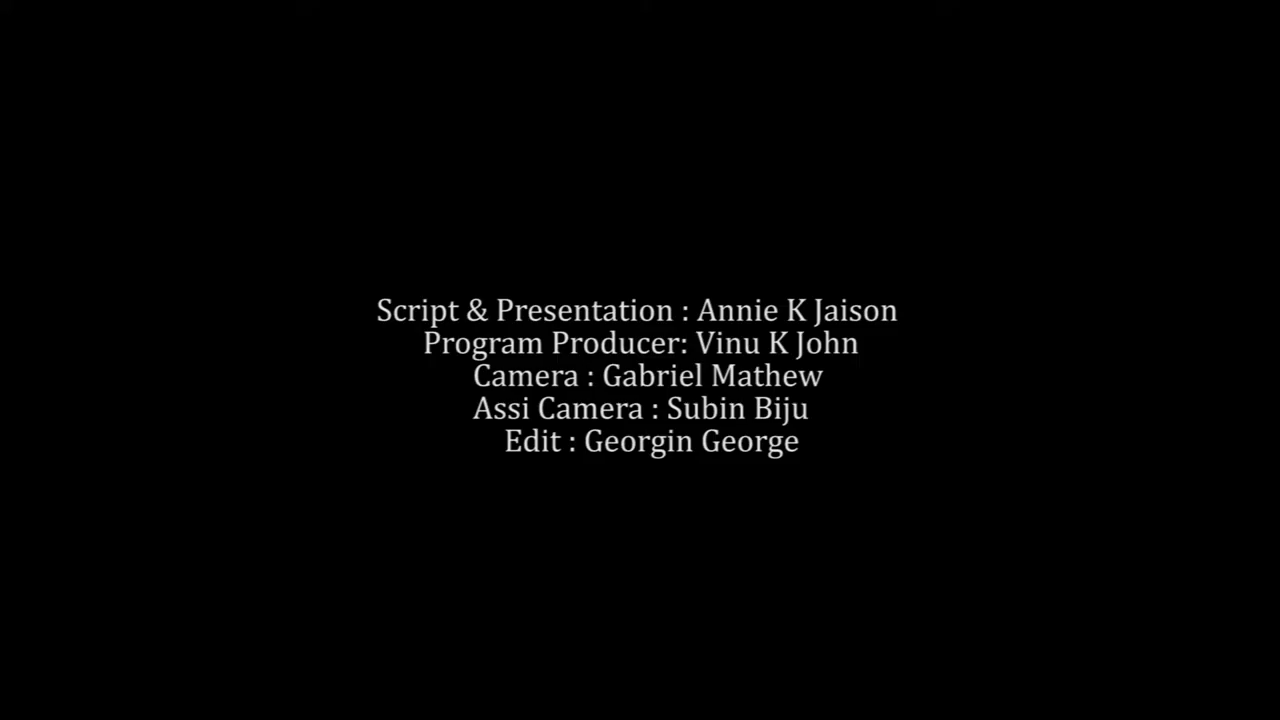 Script & Presentation : Annie K Jaison
Program Producer: Vinu K John
Camera : Gabriel Mathew
Assi Camera : Subin Biju
Edit : Georgin George